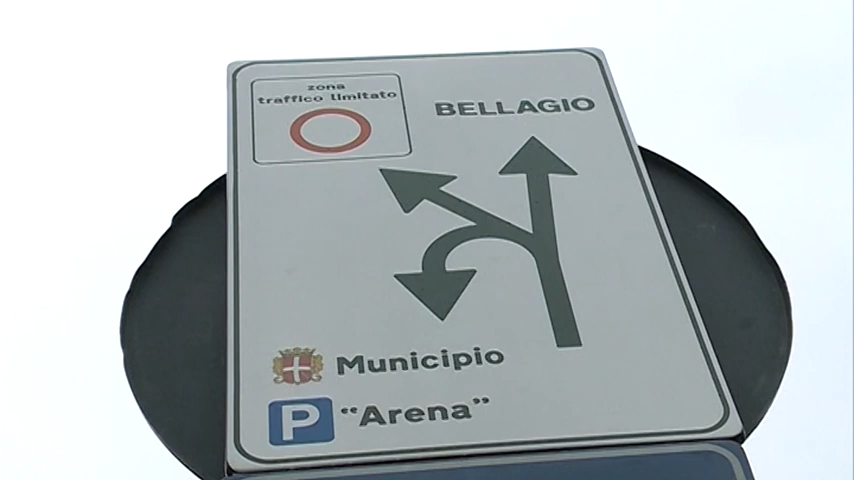 zona
traffico limitato
BELLAGIO
Municipio
P "Arena"